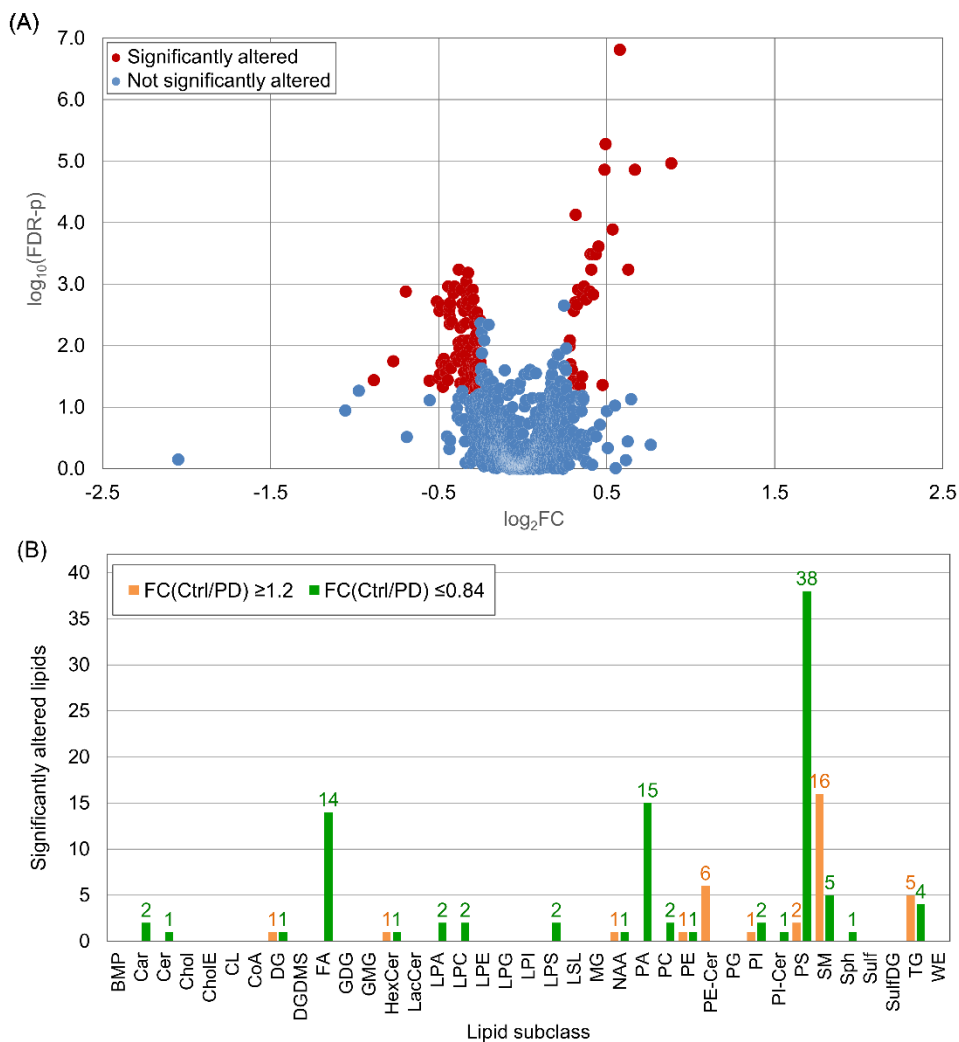 (A)
7.0
Significantly altered
Not significantly altered
6.0
5.0
4.0
3.0
2.0
1.0
0.0
log₁₀(FDR-p)
-2.5 -1.5 -0.5 0.5 1.5 2.5
log₂FC
(B)
40
FC(Ctrl/PD) ≥1.2 FC(Ctrl/PD) ≤0.84
35
30
25
20
15
10
5
0
Significantly altered lipids
2 1 1 1 14 1 1 2 2 2 1 1 15 2 1 1 6 1 2 1 2 38 16 5 1 5 4
BMP
Car
Cer
Chol
CholE
CL
CoA
DG
DGDMS
FA
GDG
GMG
HexCer
LacCer
LPA
LPC
LPE
LPG
LPI
LPS
LSL
MG
NAA
PA
PC
PE
PE-Cer
PG
PI
PI-Cer
PS
SM
Sph
Sulf
SulfDG
TG
WE
Lipid subclass